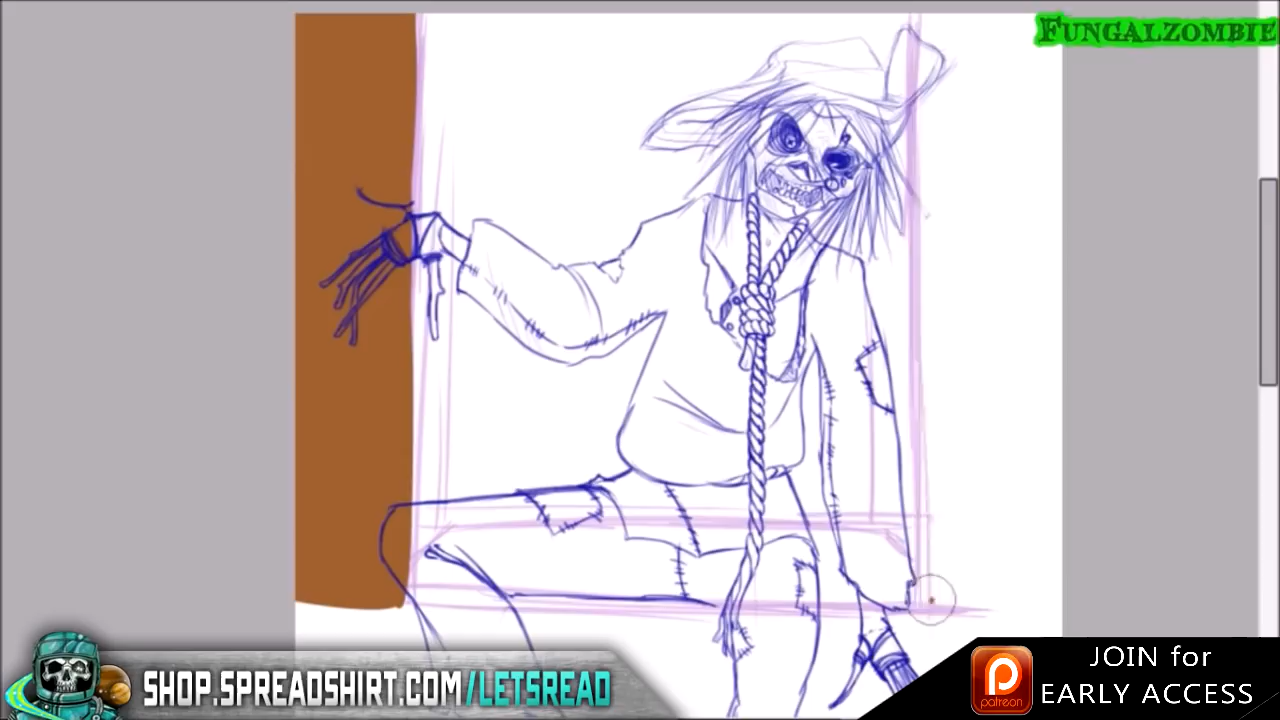 FUNGALZOMBIE
SHOP.SPREADSHIRT.COM/LETSREAD
JOIN for
EARLY ACCESS
patreon